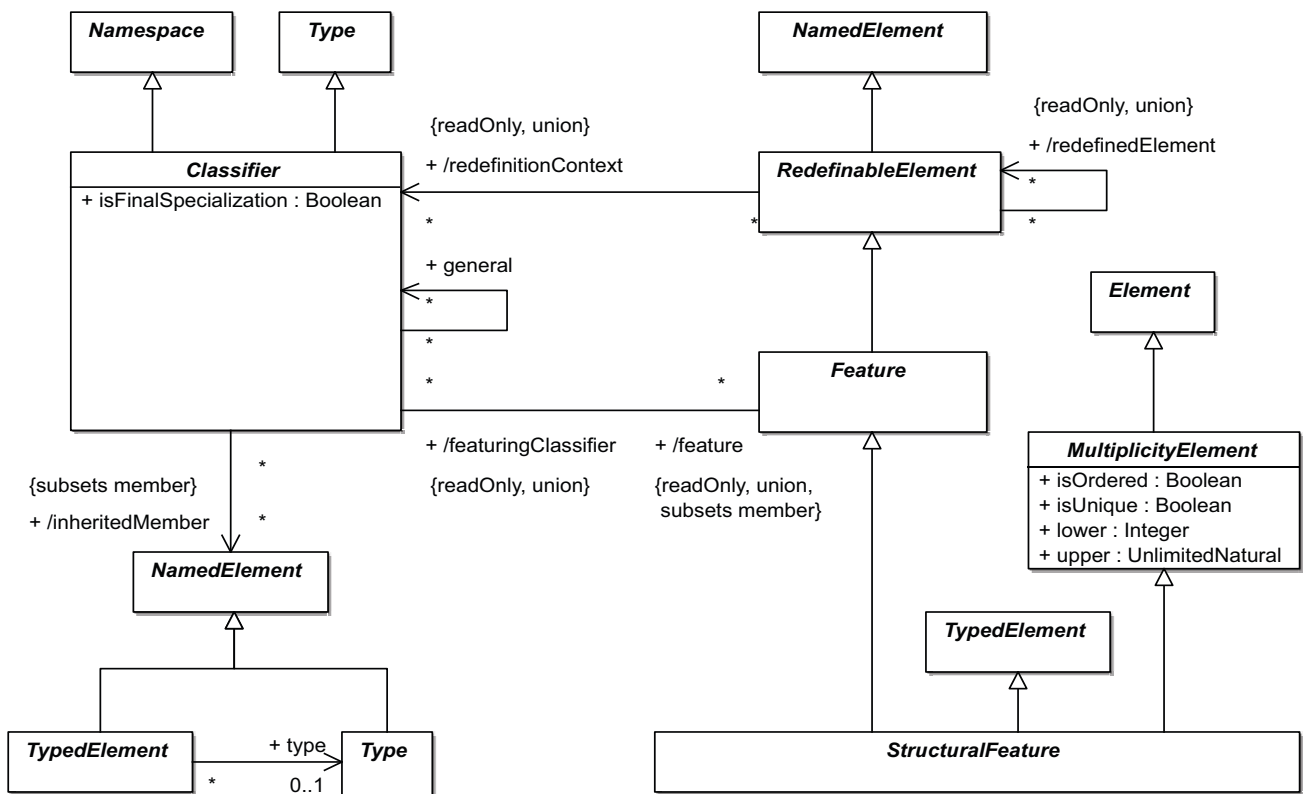 Namespace
Type
NamedElement
{readOnly, union}
+ /redefinitionContext
{readOnly, union}
+ /redefinedElement
Classifier
+ isFinalSpecialization : Boolean
RedefinableElement
*
*
*
*
+ general
*
*
Element
Feature
*
*
+ /featuringClassifier
{readOnly, union}
+ /feature
{readOnly, union,
subsets member}
MultiplicityElement
+ isOrdered : Boolean
+ isUnique : Boolean
+ lower : Integer
+ upper : UnlimitedNatural
*
{subsets member}
+ /inheritedMember
*
NamedElement
TypedElement
TypedElement
+ type
*
0..1
Type
StructuralFeature